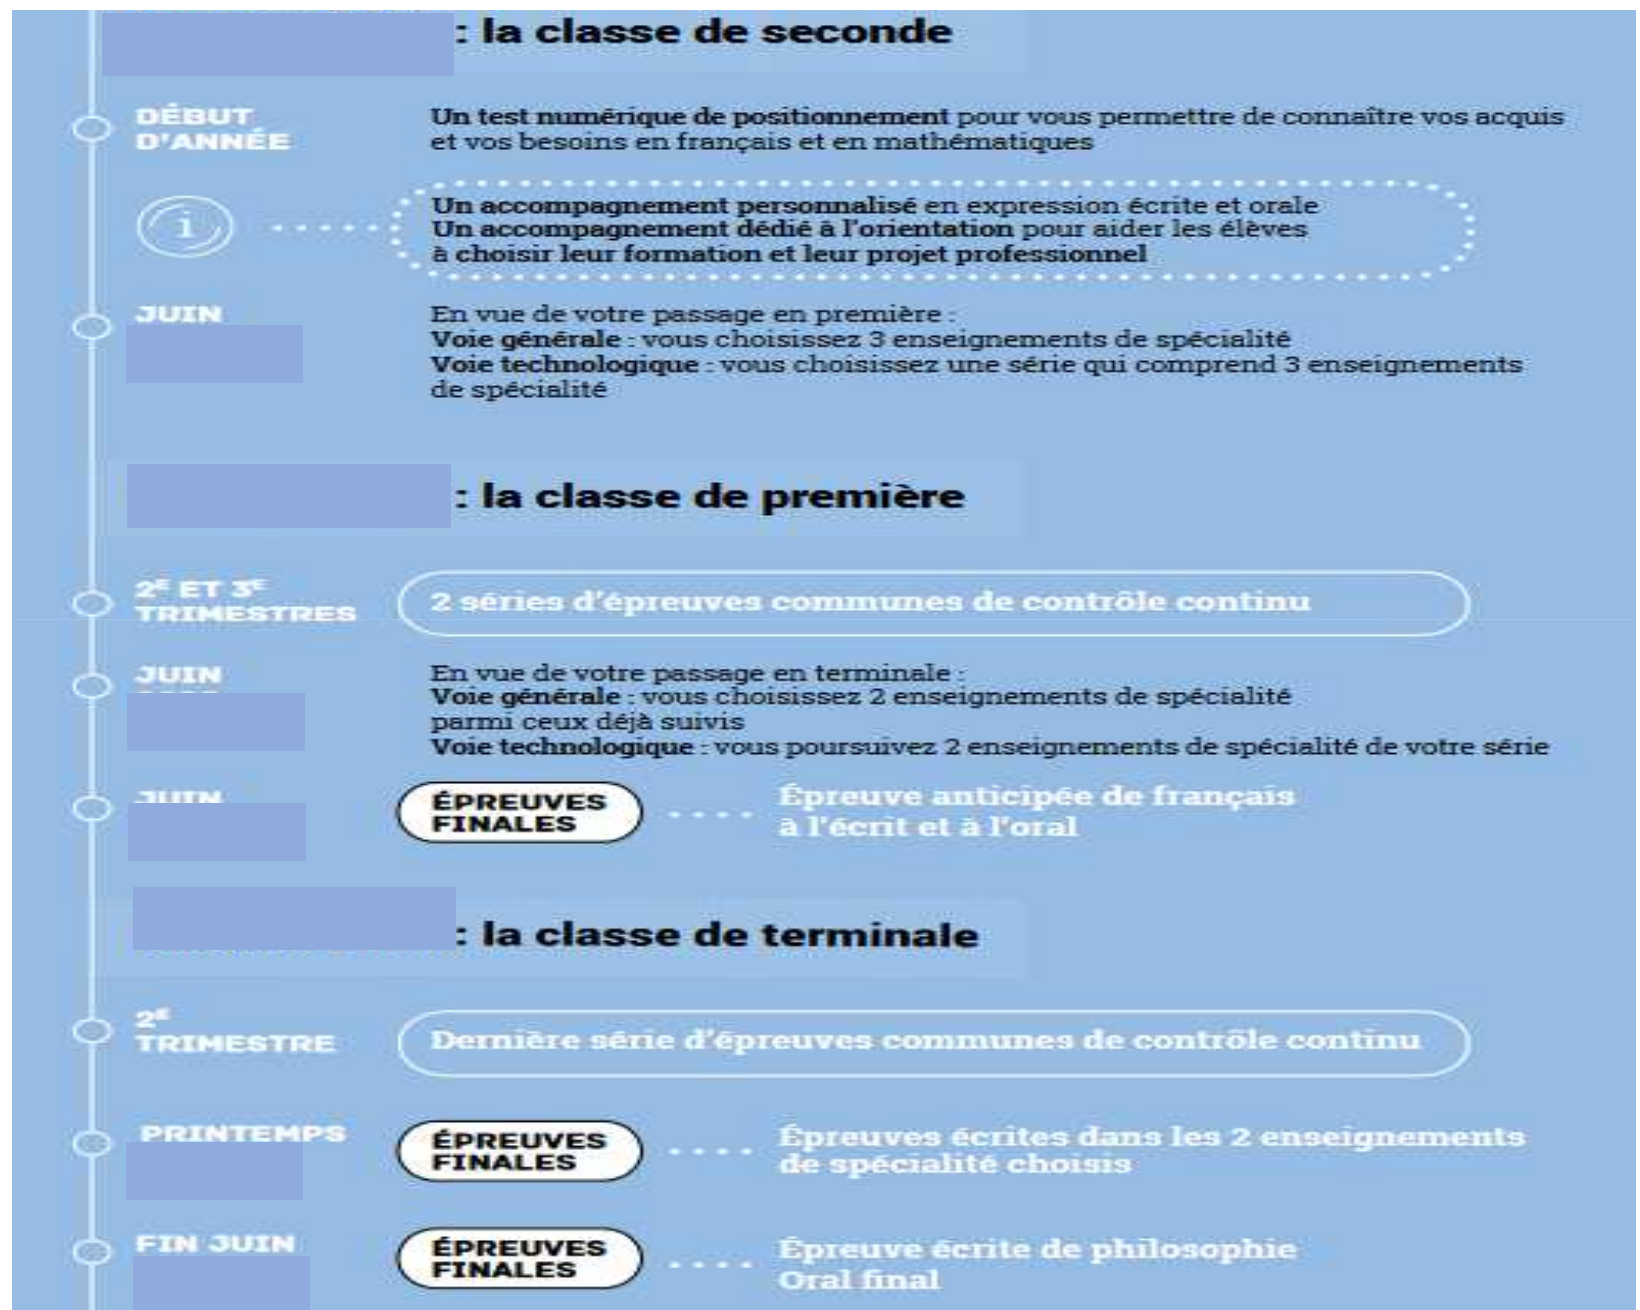 : la classe de seconde
DÉBUT
D'ANNÉE
Un test numérique de positionnement pour vous permettre de connaître vos acquis
et vos besoins en français et en mathématiques
i
Un accompagnement personnalisé en expression écrite et orale
Un accompagnement dédié à l'orientation pour aider les élèves
à choisir leur formation et leur projet professionnel
JUIN
En vue de votre passage en première :
Voie générale : vous choisissez 3 enseignements de spécialité
Voie technologique : vous choisissez une série qui comprend 3 enseignements
de spécialité
: la classe de première
2E ET 3E
TRIMESTRES
2 séries d'épreuves communes de contrôle continu
JUIN
En vue de votre passage en terminale :
Voie générale : vous choisissez 2 enseignements de spécialité
parmi ceux déjà suivis
Voie technologique : vous poursuivez 2 enseignements de spécialité de votre série
JUIN
ÉPREUVES
FINALES
Épreuve anticipée de français
à l'écrit et à l'oral
: la classe de terminale
2E
TRIMESTRE
Dernière série d'épreuves communes de contrôle continu
PRINTEMPS
ÉPREUVES
FINALES
Épreuves écrites dans les 2 enseignements
de spécialité choisis
FIN JUIN
ÉPREUVES
FINALES
Épreuve écrite de philosophie
Oral final